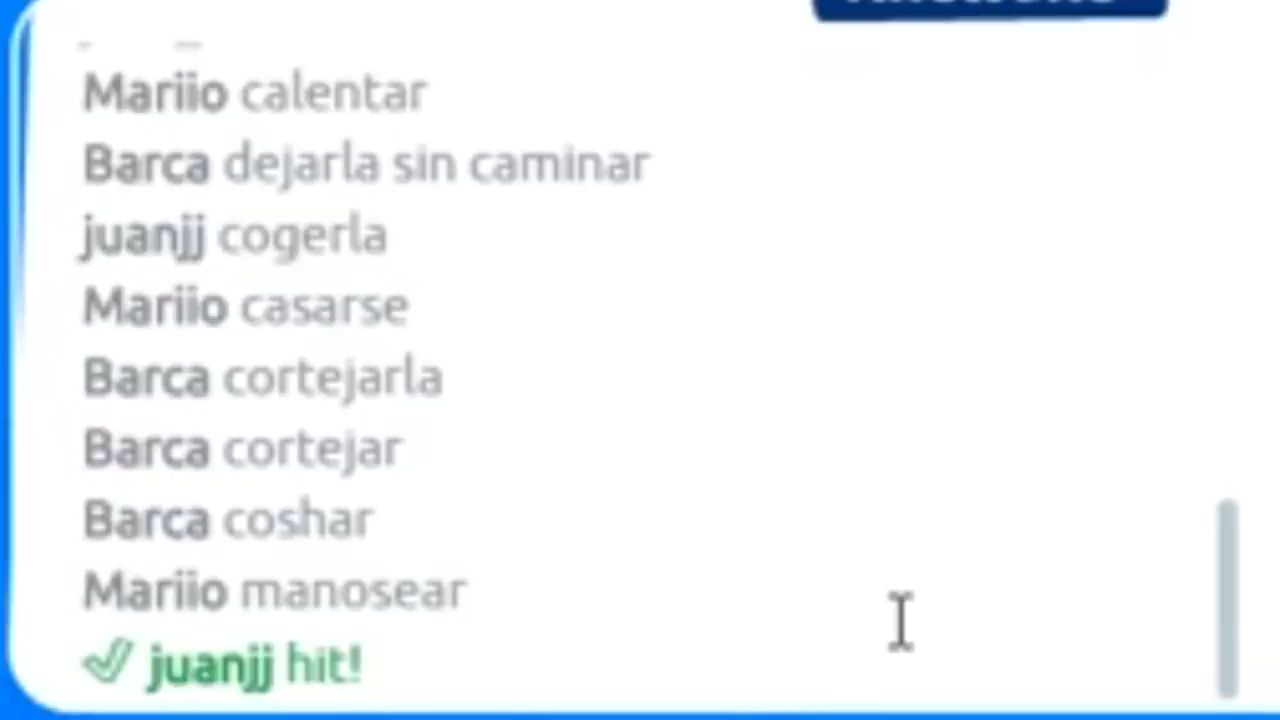 Mariio calentar
Barca dejarla sin caminar
juanjj cogerla
Mariio casarse
Barca cortejarla
Barca cortejar
Barca coshar
Mariio manosear
juanjj hit!